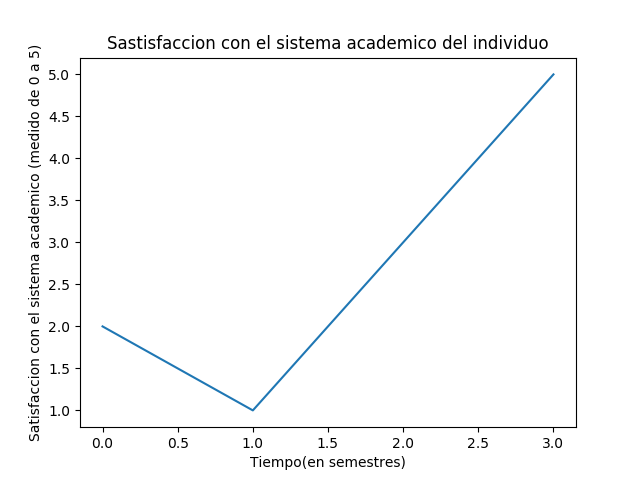 Sastisfaccion con el sistema academico del individuo
Satisfaccion con el sistema academico (medido de 0 a 5)
5.0
4.5
4.0
3.5
3.0
2.5
2.0
1.5
1.0
0.0 0.5 1.0 1.5 2.0 2.5 3.0
Tiempo(en semestres)